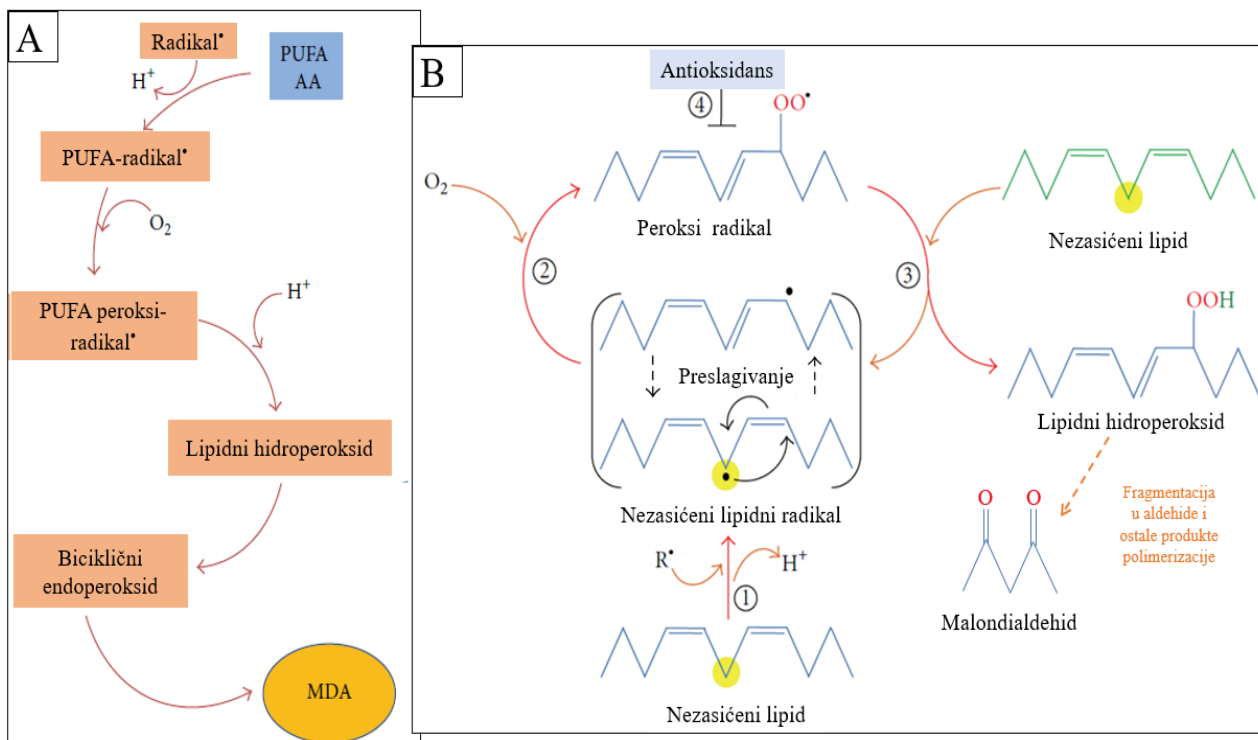 A
Radikal•
PUFA
AA
H+
PUFA-radikal•
O2
PUFA peroksi-
radikal•
H+
Lipidni hidroperoksid
Biciklični
endoperoksid
MDA
B
Antioksidans
4
OO•
O2
Peroksi radikal
Nezasićeni lipid
2
3
OOH
Preslagivanje
Lipidni hidroperoksid
Nezasićeni lipidni radikal
Fragmentacija
u aldehide i
ostale produkte
polimerizacije
O O
R•
H+
1
Malondialdehid
Nezasićeni lipid